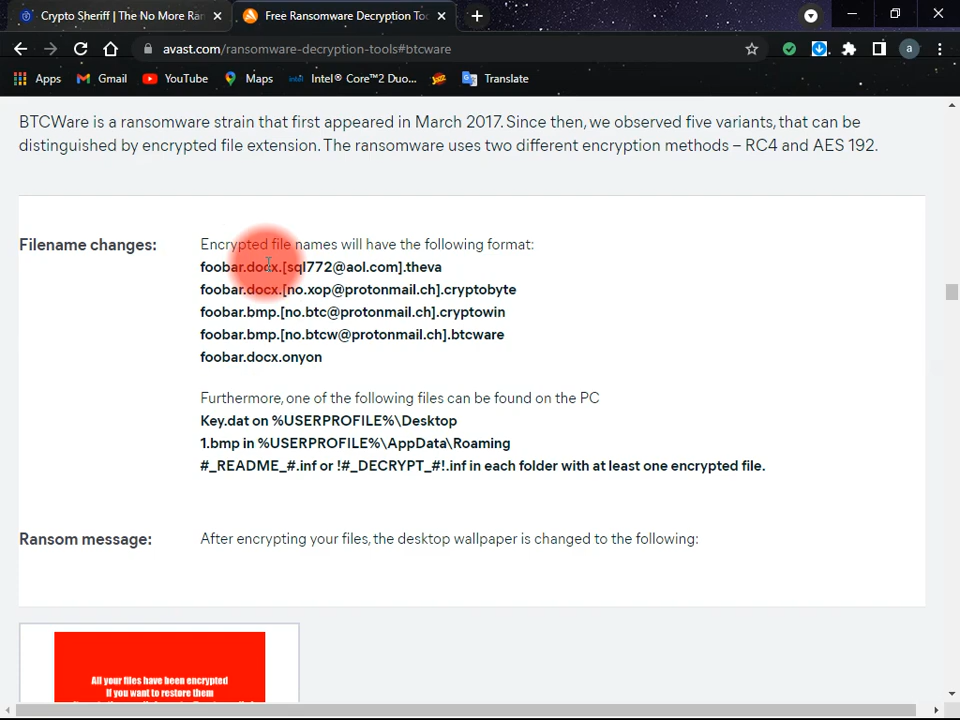 Crypto Sheriff | The No More Ran
Free Ransomware Decryption Too
avast.com/ransomware-decryption-tools#btcware
a
Apps
Gmail
YouTube
Maps
intel
Intel® Core™2 Duo...
Translate
BTCWare is a ransomware strain that first appeared in March 2017. Since then, we observed five variants, that can be
distinguished by encrypted file extension. The ransomware uses two different encryption methods – RC4 and AES 192.
Filename changes:
Encrypted file names will have the following format:
foobar.docx.[sql772@aol.com].theva
foobar.docx.[no.xop@protonmail.ch].cryptobyte
foobar.bmp.[no.btc@protonmail.ch].cryptowin
foobar.bmp.[no.btcw@protonmail.ch].btcware
foobar.docx.onyon
Furthermore, one of the following files can be found on the PC
Key.dat on %USERPROFILE%\Desktop
1.bmp in %USERPROFILE%\AppData\Roaming
#_README_#.inf or !#_DECRYPT_#!.inf in each folder with at least one encrypted file.
Ransom message:
After encrypting your files, the desktop wallpaper is changed to the following:
All your files have been encrypted
If you want to restore them